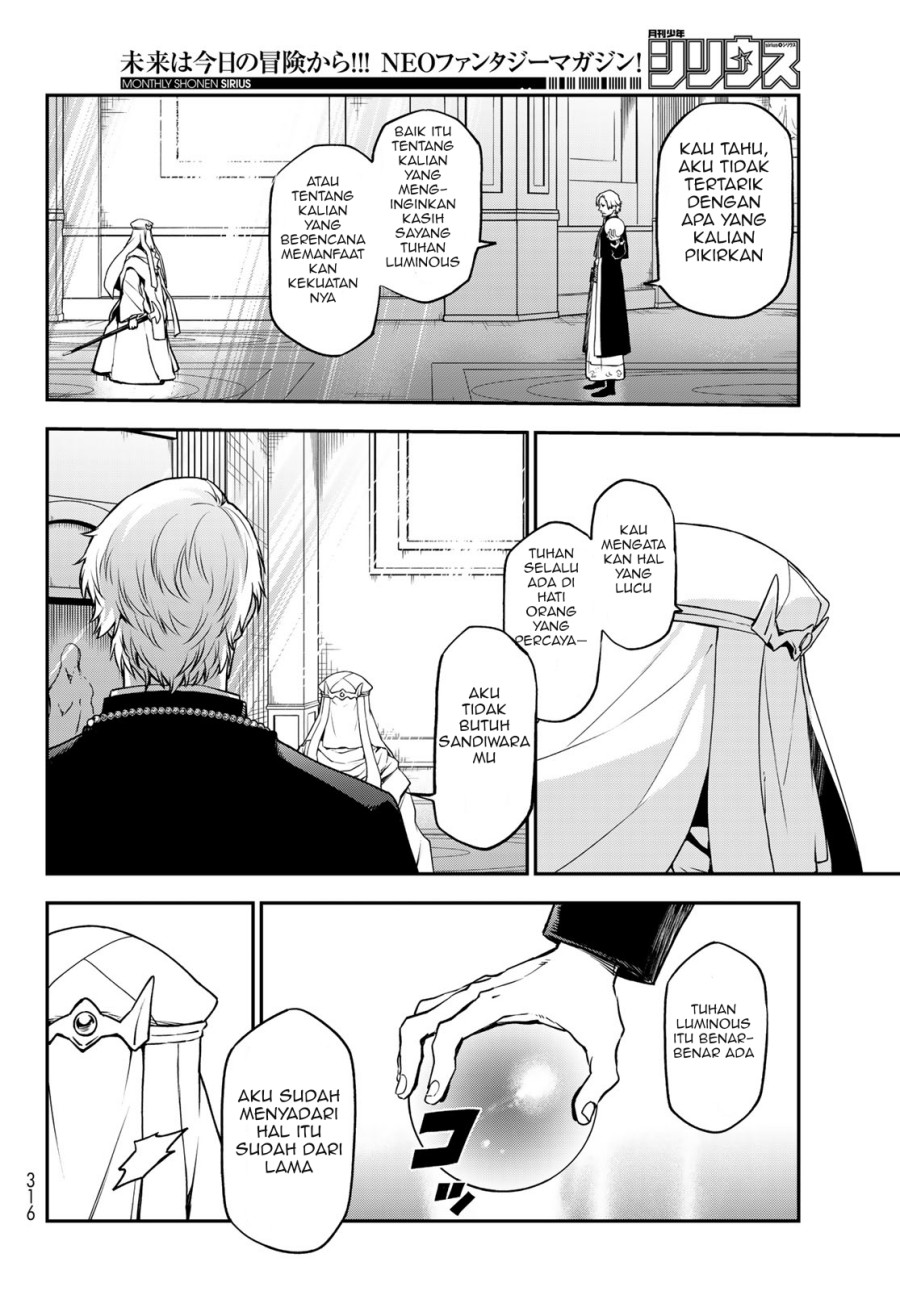 未来は今日の冒険から!!! NEOファンタジーマガジン!
月刊少年
シリウス
MONTHLY SHONEN SIRIUS
KAU TAHU,
AKU TIDAK
TERTARIK
DENGAN
APA YANG
KALIAN
PIKIRKAN
BAIK ITU
TENTANG
KALIAN
YANG
MENG-
INGINKAN
KASIH
SAYANG
TUHAN
LUMINOUS
ATAU
TENTANG
KALIAN
YANG
BERENCANA
MEMANFAAT
KAN
KEKUATAN
NYA
KAU
MENGATA
KAN HAL
YANG
LUCU
TUHAN
SELALU
ADA DI
HATI
ORANG
YANG
PERCAYA—
AKU
TIDAK
BUTUH
SANDIWARA
MU
TUHAN
LUMINOUS
ITU BENAR-
BENAR ADA
コッ
AKU SUDAH
MENYADARI
HAL ITU
SUDAH DARI
LAMA
316